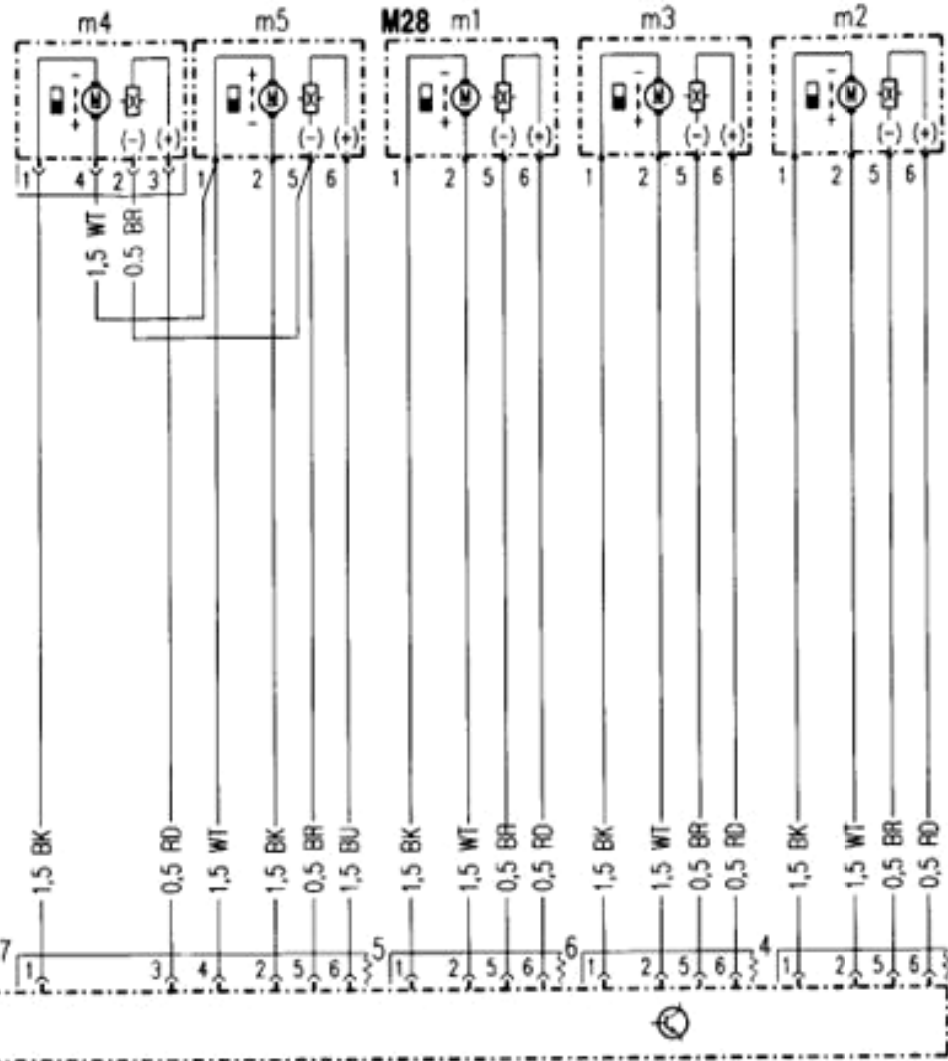 m4 m5 M28 m1 m3 m2
- + - - -
M M M M M
+ - + + +
(-) (+) (-) (+) (-) (+) (-) (+) (-) (+)
1 4 2 3 1 2 5 6 1 2 5 6 1 2 5 6 1 2 5 6
1,5 WT
0.5 BR
1,5 BK
0,5 RD
1,5 WT
1,5 BK
0,5 BR
1,5 BU
1,5 BK
1,5 WT
0,5 BR
0,5 RD
1,5 BK
1,5 WT
0,5 BR
0,5 RD
1,5 BK
1,5 WT
0,5 BR
0,5 RD
7 5 6 4
1 3 4 2 5 6 1 2 5 6 1 2 5 6 1 2 5 6